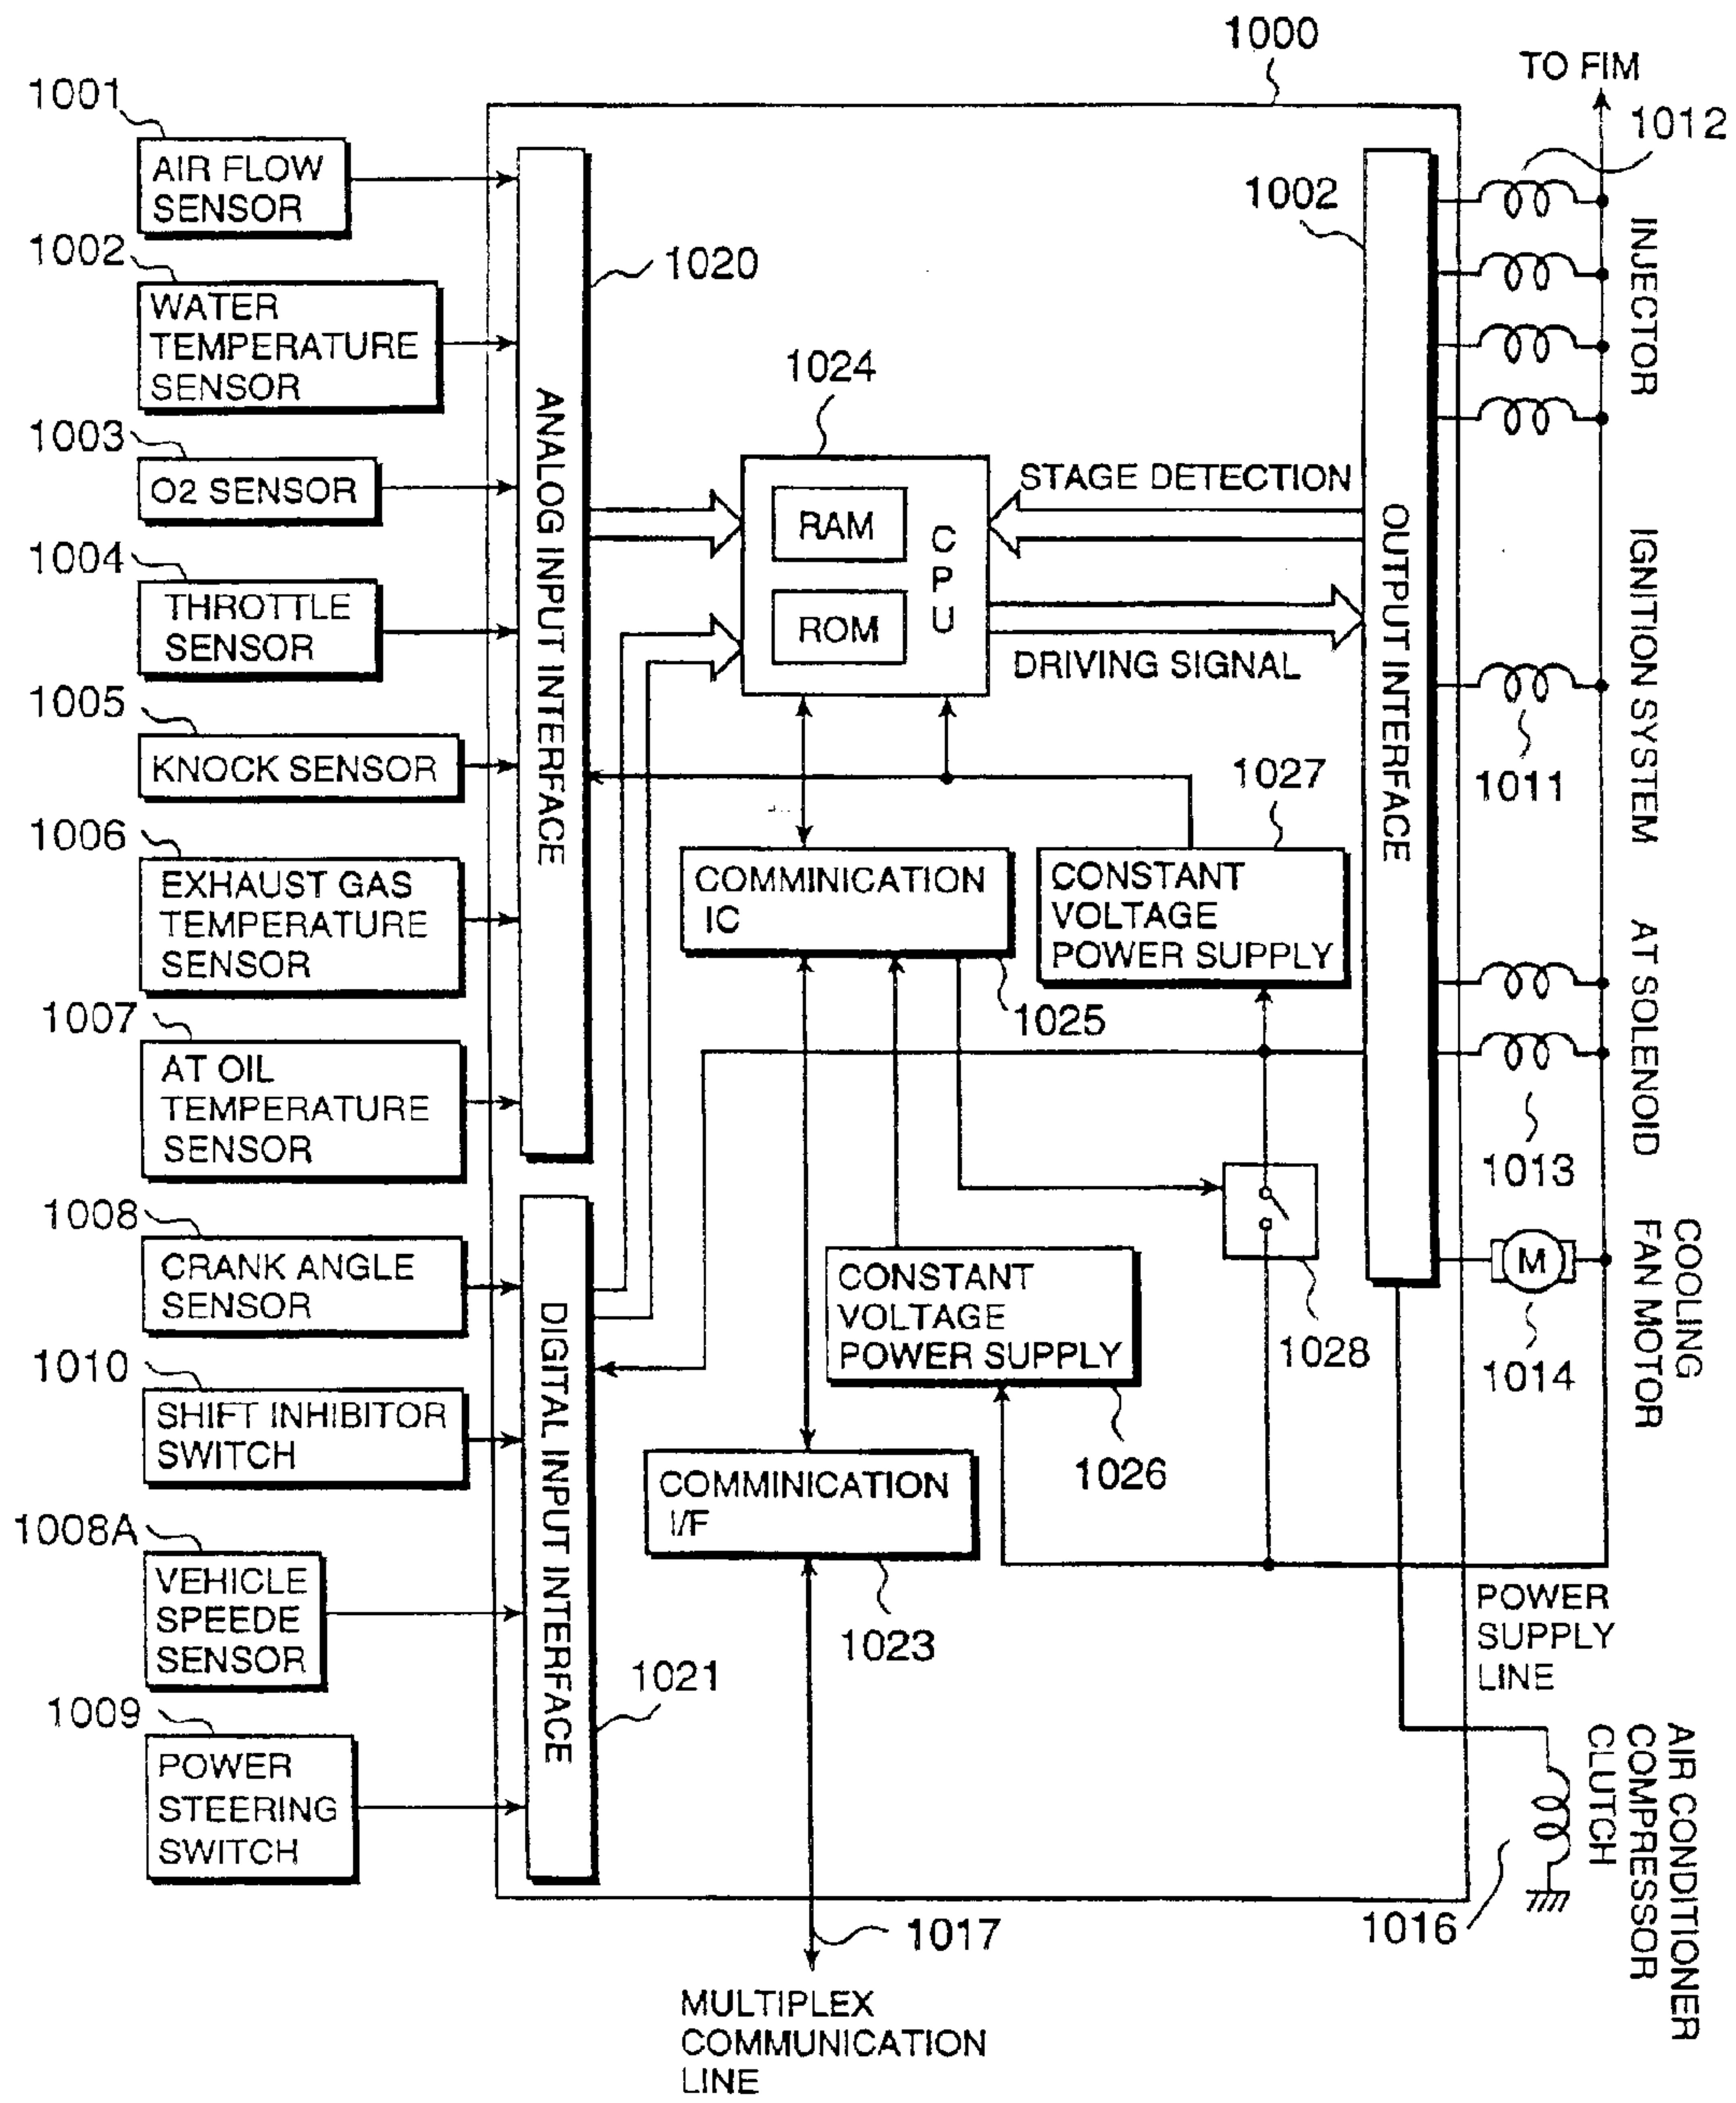 1000
TO FIM
1001
AIR FLOW
SENSOR
1012
1002
WATER
TEMPERATURE
SENSOR
1020
1002
INJECTOR
1003
O2 SENSOR
1024
RAM
ROM
CPU
STAGE DETECTION
DRIVING SIGNAL
ANALOG INPUT INTERFACE
OUTPUT INTERFACE
1004
THROTTLE
SENSOR
IGNITION SYSTEM
1011
1005
KNOCK SENSOR
1027
CONSTANT
VOLTAGE
POWER SUPPLY
COMMINICATION
IC
1025
1006
EXHAUST GAS
TEMPERATURE
SENSOR
AT SOLENOID
1013
1007
AT OIL
TEMPERATURE
SENSOR
1008
CRANK ANGLE
SENSOR
CONSTANT
VOLTAGE
POWER SUPPLY
1026
1028
COOLING
FAN MOTOR
M
1014
1010
SHIFT INHIBITOR
SWITCH
DIGITAL INPUT INTERFACE
COMMINICATION
I/F
1023
1008A
VEHICLE
SPEEDE
SENSOR
1021
POWER
SUPPLY
LINE
1009
POWER
STEERING
SWITCH
AIR CONDITIONER
COMPRESSOR
CLUTCH
1016
1017
MULTIPLEX
COMMUNICATION
LINE